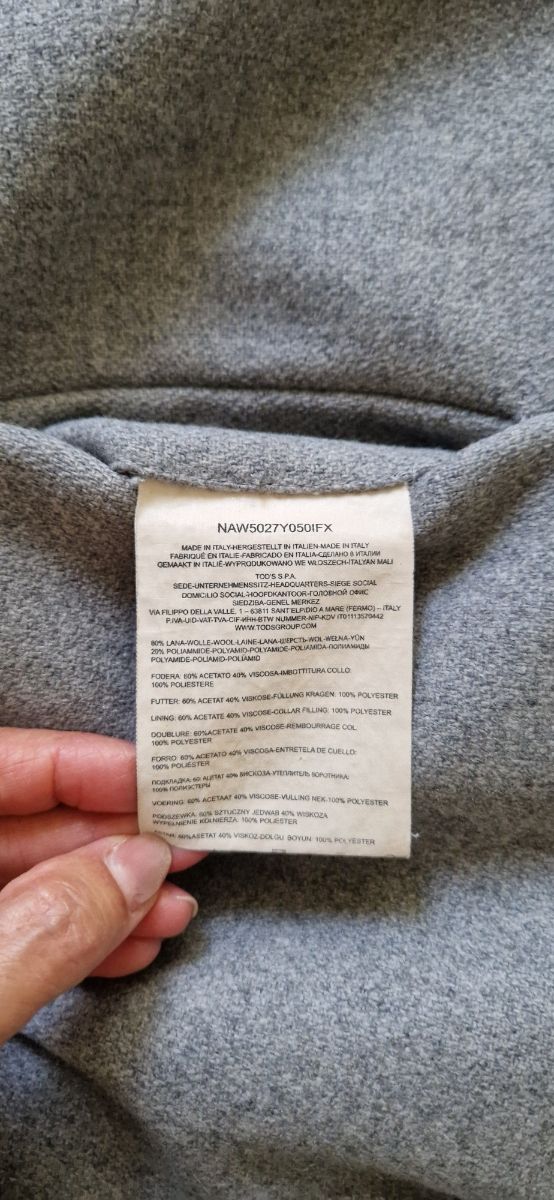 NAW5027Y050IFX
MADE IN ITALY-HERGESTELLT IN ITALIEN-MADE IN ITALY
FABRIQUÉ EN ITALIE-FABRICADO EN ITALIA-СДЕЛАНО В ИТАЛИИ
GEMAAKT IN ITALIË-WYPRODUKOWANO WE WŁOSZECH-ITALYAN MALI
TOD'S S.P.A.
SEDE-UNTERNEHMENSSITZ-HEADQUARTERS-SIEGE SOCIAL
DOMICILIO SOCIAL-HOOFDKANTOOR-ГОЛОВНОЙ ОФИС
SIEDZIBA-GENEL MERKEZ
VIA FILIPPO DELLA VALLE, 1 - 63811 SANT'ELPIDIO A MARE (FERMO) - ITALY
P.IVA-UID-VAT-TVA-CIF-ИНН-BTW NUMMER-NIP-KDV IT01113570442
WWW.TODSGROUP.COM
80% LANA-WOLLE-WOOL-LAINE-LANA-ШЕРСТЬ-WOL-WEŁNA-YÜN
20% POLIAMMIDE-POLYAMID-POLYAMIDE-POLIAMIDA-ПОЛИАМИДЫ
POLYAMIDE-POLIAMID-POLİAMİD
FODERA: 60% ACETATO 40% VISCOSA-IMBOTTITURA COLLO:
100% POLIESTERE
FUTTER: 60% ACETAT 40% VISKOSE-FÜLLUNG KRAGEN: 100% POLYESTER
LINING: 60% ACETATE 40% VISCOSE-COLLAR FILLING: 100% POLYESTER
DOUBLURE: 60%ACETATE 40% VISCOSE-REMBOURRAGE COL
100% POLYESTER
FORRO: 60% ACETATO 40% VISCOSA-ENTRETELA DE CUELLO:
100% POLIÉSTER
ПОДКЛАДКА: 60 АЦЕТАТ 40% ВИСКОЗА-УТЕПЛИТЕЛЬ ВОРОТНИКА:
100% ПОЛИЭСТЕРЫ
VOERING: 60% ACETAAT 40% VISCOSE-VULLING NEK-100% POLYESTER
PODSZEWKA: 60% SZTUCZNY JEDWAB 40% WISKOZA
WYPEŁNIENIE KOŁNIERZA: 100% POLIESTER
60%ASETAT 40% VISKOZ-DOLGU BOYUN: 100% POLYESTER